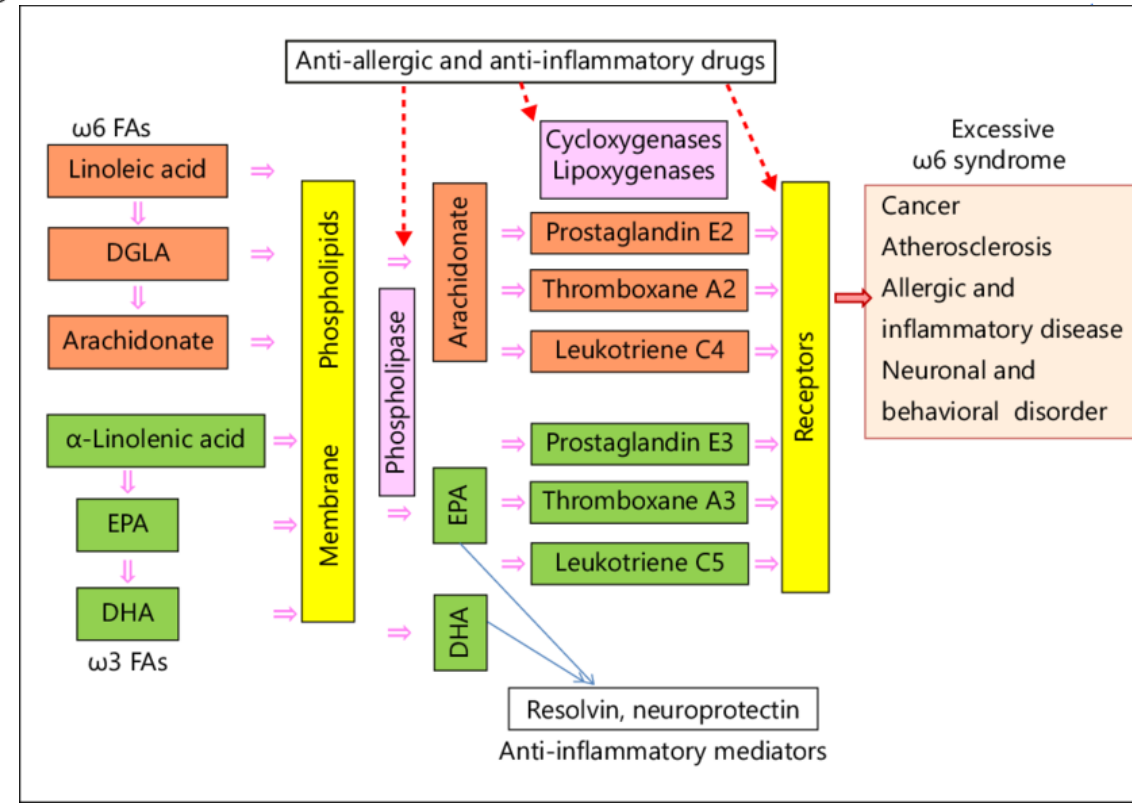 Anti-allergic and anti-inflammatory drugs
ω6 FAs
Linoleic acid
DGLA
Arachidonate
α-Linolenic acid
EPA
DHA
ω3 FAs
Membrane Phospholipids
Phospholipase
Arachidonate
EPA
DHA
Cycloxygenases
Lipoxygenases
Prostaglandin E2
Thromboxane A2
Leukotriene C4
Prostaglandin E3
Thromboxane A3
Leukotriene C5
Receptors
Excessive
ω6 syndrome
Cancer
Atherosclerosis
Allergic and
inflammatory disease
Neuronal and
behavioral disorder
Resolvin, neuroprotectin
Anti-inflammatory mediators